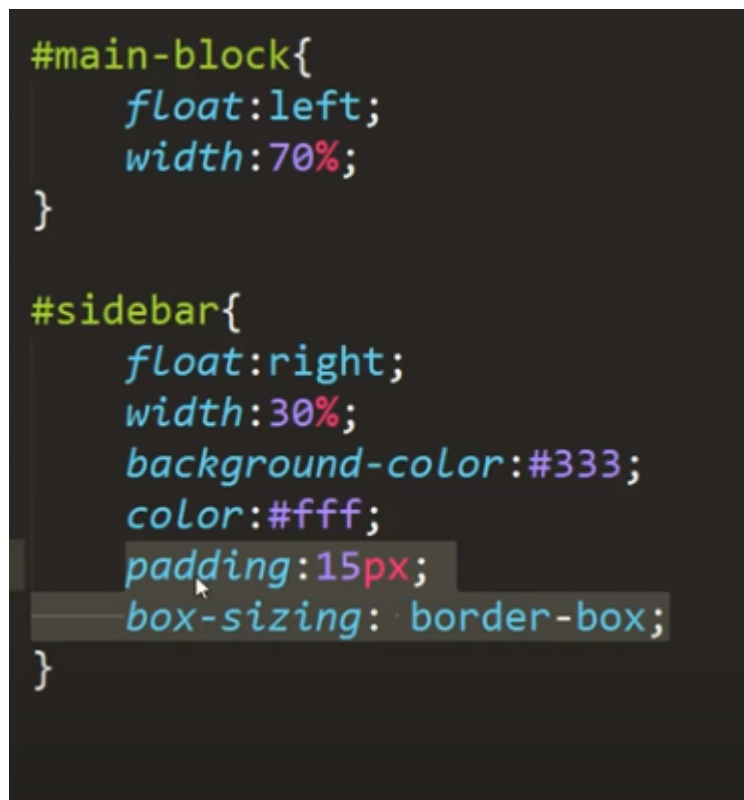 #main-block{
    float:left;
    width:70%;
}
#sidebar{
    float:right;
    width:30%;
    background-color:#333;
    color:#fff;
    padding:15px;
    box-sizing: border-box;
}